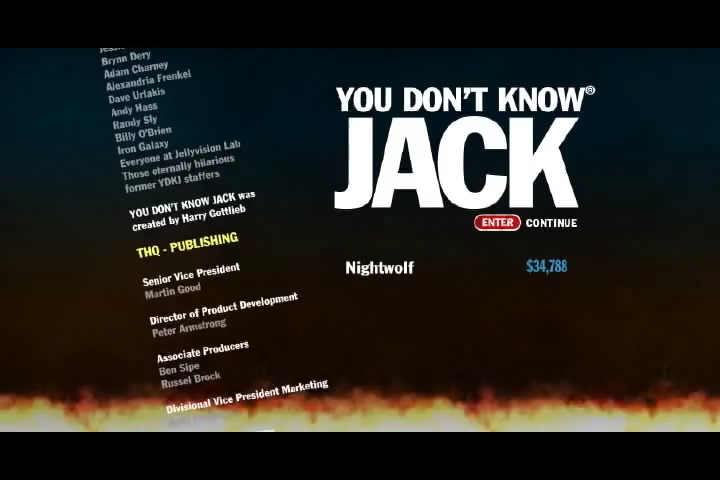 Brynn Dery
Adam Charney
Alexandria Frenkel
Dave Urlakis
Andy Hass
Randy Sly
Billy O'Brien
Iron Galaxy
Everyone at Jellyvision Lab
Those eternally hilarious
former YDKJ staffers
YOU DON'T KNOW JACK was
created by Harry Gottlieb
THQ - PUBLISHING
Senior Vice President
Martin Good
Director of Product Development
Peter Armstrong
Associate Producers
Ben Sipe
Russel Brock
Divisional Vice President Marketing
YOU DON'T KNOW®
JACK
ENTER CONTINUE
Nightwolf $34,788